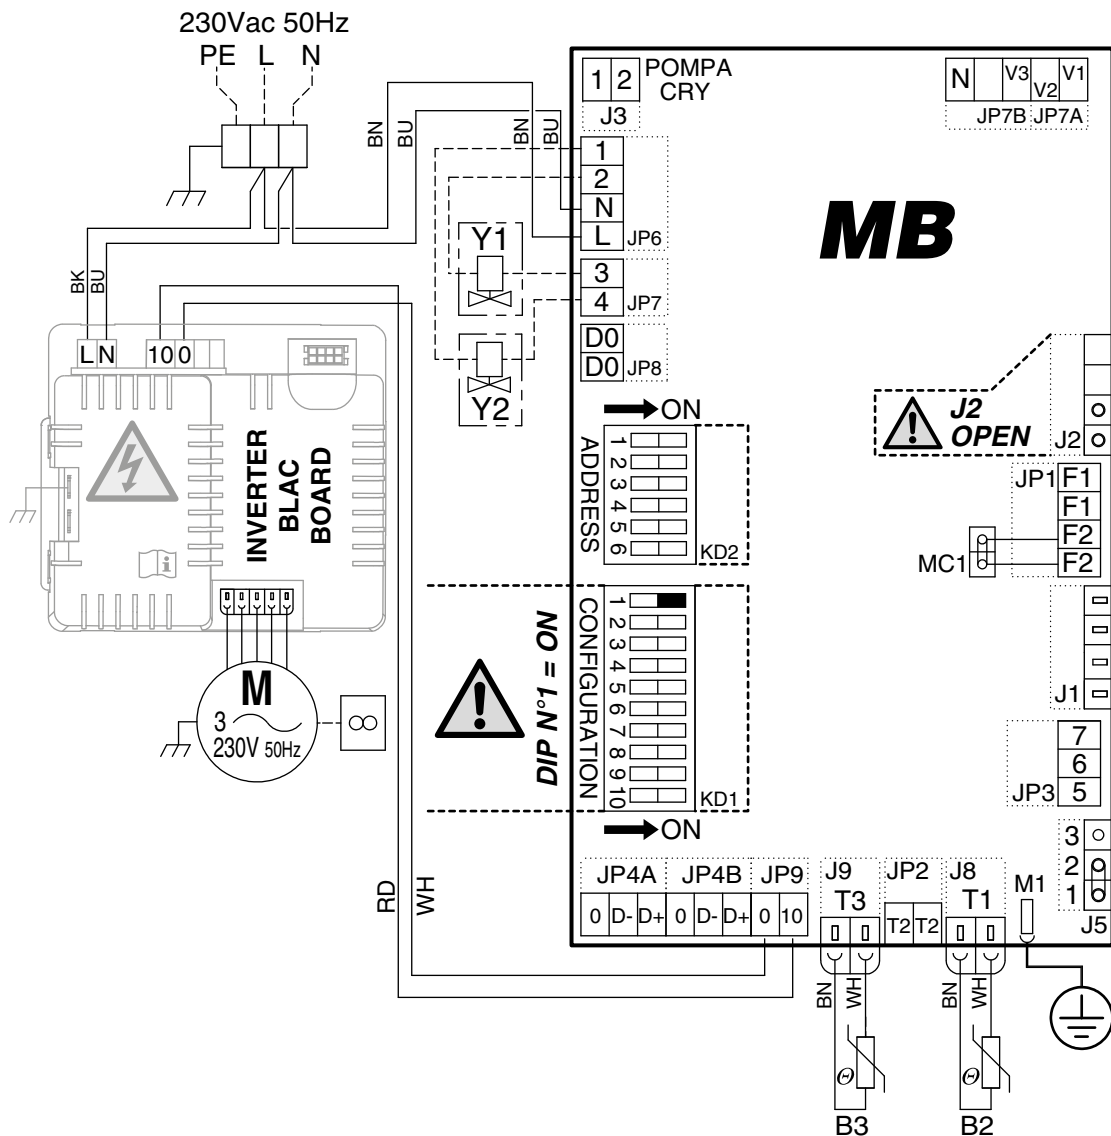 230Vac 50Hz
PE L N
1 2 POMPA
CRY
J3
N V3 V2 V1
JP7B JP7A
BN BU
BN BU
1
2
N
L JP6
MB
Y1
3
4 JP7
BK BU
D0
D0 JP8
L N 10 0
Y2
ON
J2
OPEN
J2
ADDRESS
1
2
3
4
5
6
KD2
INVERTER
BLAC
BOARD
i
JP1 F1
F1
F2
F2
MC1
CONFIGURATION
1
2
3
4
5
6
7
8
9
10
KD1
DIP N°1 = ON
J1
M
3
230V 50Hz
7
6
JP3 5
ON
3
2
1
J5
RD WH
JP4A JP4B JP9
0 D- D+ 0 D- D+ 0 10
J9
T3
JP2
T2 T2
J8
T1
M1
BN WH
BN WH
Θ
Θ
B3
B2